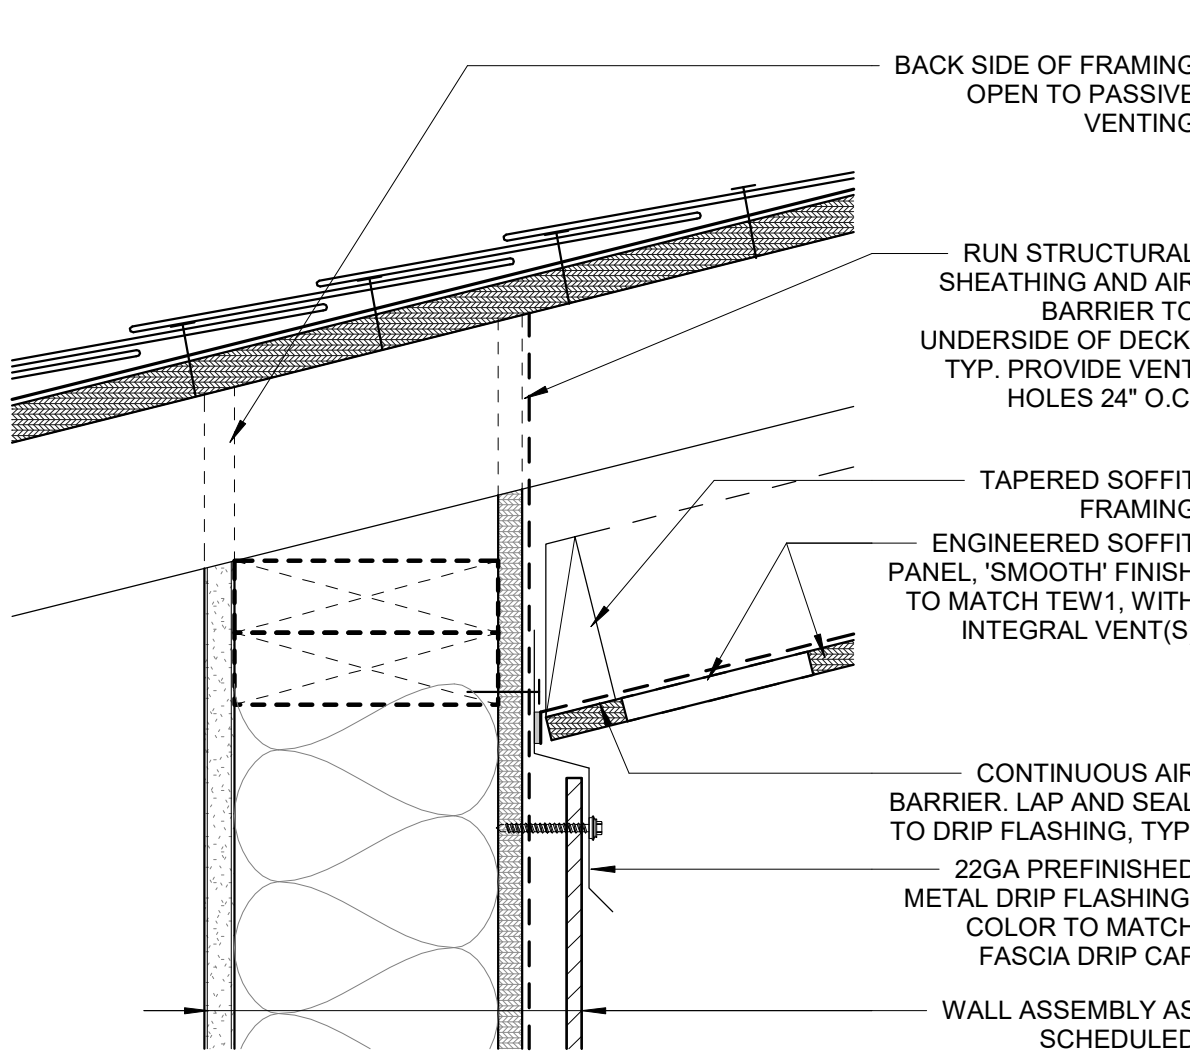 BACK SIDE OF FRAMING
OPEN TO PASSIVE
VENTING
RUN STRUCTURAL
SHEATHING AND AIR
BARRIER TO
UNDERSIDE OF DECK
TYP. PROVIDE VENT
HOLES 24" O.C.
TAPERED SOFFIT
FRAMING
ENGINEERED SOFFIT
PANEL, 'SMOOTH' FINISH
TO MATCH TEW1, WITH
INTEGRAL VENT(S
CONTINUOUS AIR
BARRIER. LAP AND SEAL
TO DRIP FLASHING, TYP
22GA PREFINISHED
METAL DRIP FLASHING
COLOR TO MATCH
FASCIA DRIP CAP
WALL ASSEMBLY AS
SCHEDULED